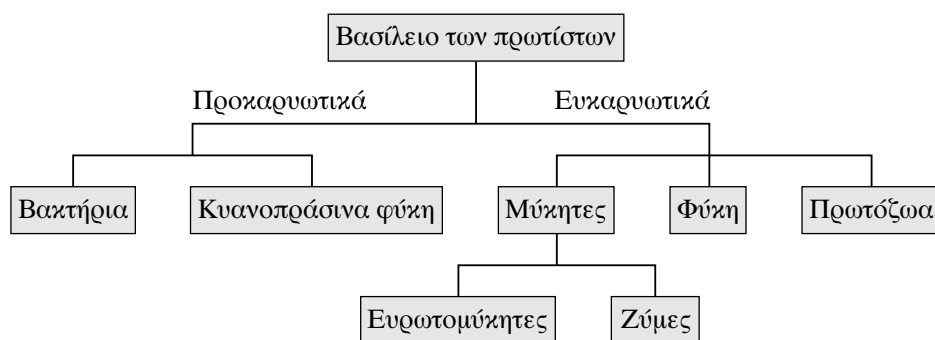 Βασίλειο των πρωτίστων
Προκαρυωτικά Ευκαρυωτικά
Βακτήρια Κυανοπράσινα φύκη Μύκητες Φύκη Πρωτόζωα
Ευρωτομύκητες Ζύμες